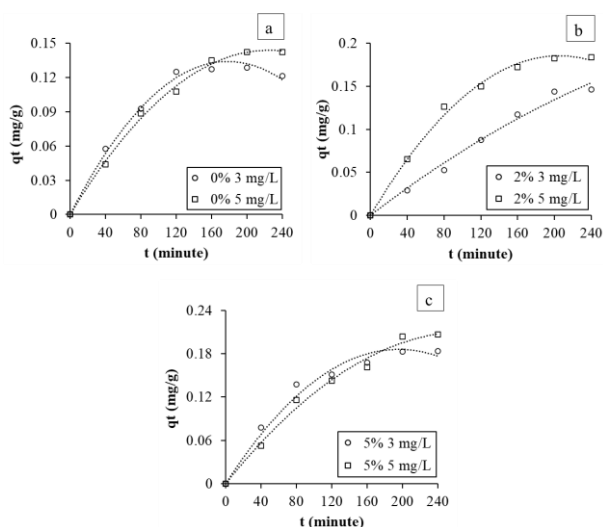 a
0.15
0.12
0.09
0.06
0.03
0
qt (mg/g)
0% 3 mg/L
0% 5 mg/L
0 40 80 120 160 200 240
t (minute)
b
0.2
0.15
0.1
0.05
0
qt (mg/g)
2% 3 mg/L
2% 5 mg/L
0 40 80 120 160 200 240
t (minute)
c
0.24
0.18
0.12
0.06
0
qt (mg/g)
5% 3 mg/L
5% 5 mg/L
0 40 80 120 160 200 240
t (minute)